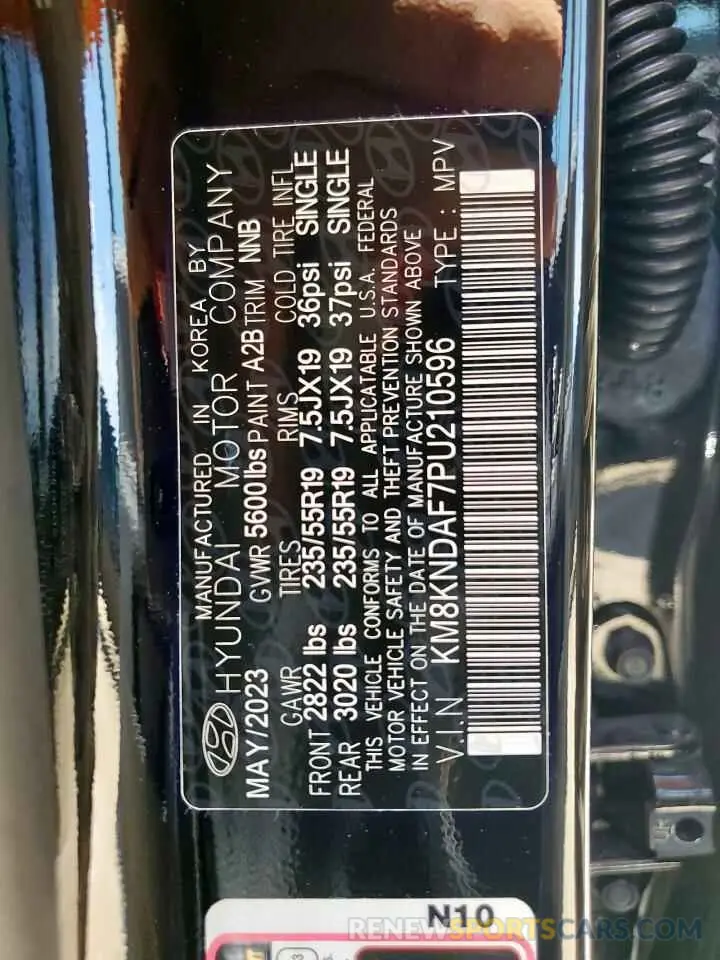 MANUFACTURED IN KOREA BY
HYUNDAI MOTOR COMPANY
MAY/2023 GVWR 5600 lbs PAINT A2B TRIM NNB
GAWR TIRES RIMS COLD TIRE INFL
FRONT 2822 lbs 235/55R19 7.5JX19 36psi SINGLE
REAR 3020 lbs 235/55R19 7.5JX19 37psi SINGLE
THIS VEHICLE CONFORMS TO ALL APPLICATABLE U.S.A. FEDERAL
MOTOR VEHICLE SAFETY AND THEFT PREVENTION STANDARDS
IN EFFECT ON THE DATE OF MANUFACTURE SHOWN ABOVE
V.I.N KM8KNDAF7PU210596 TYPE : MPV
N10
RENEWSPORTSCARS.COM